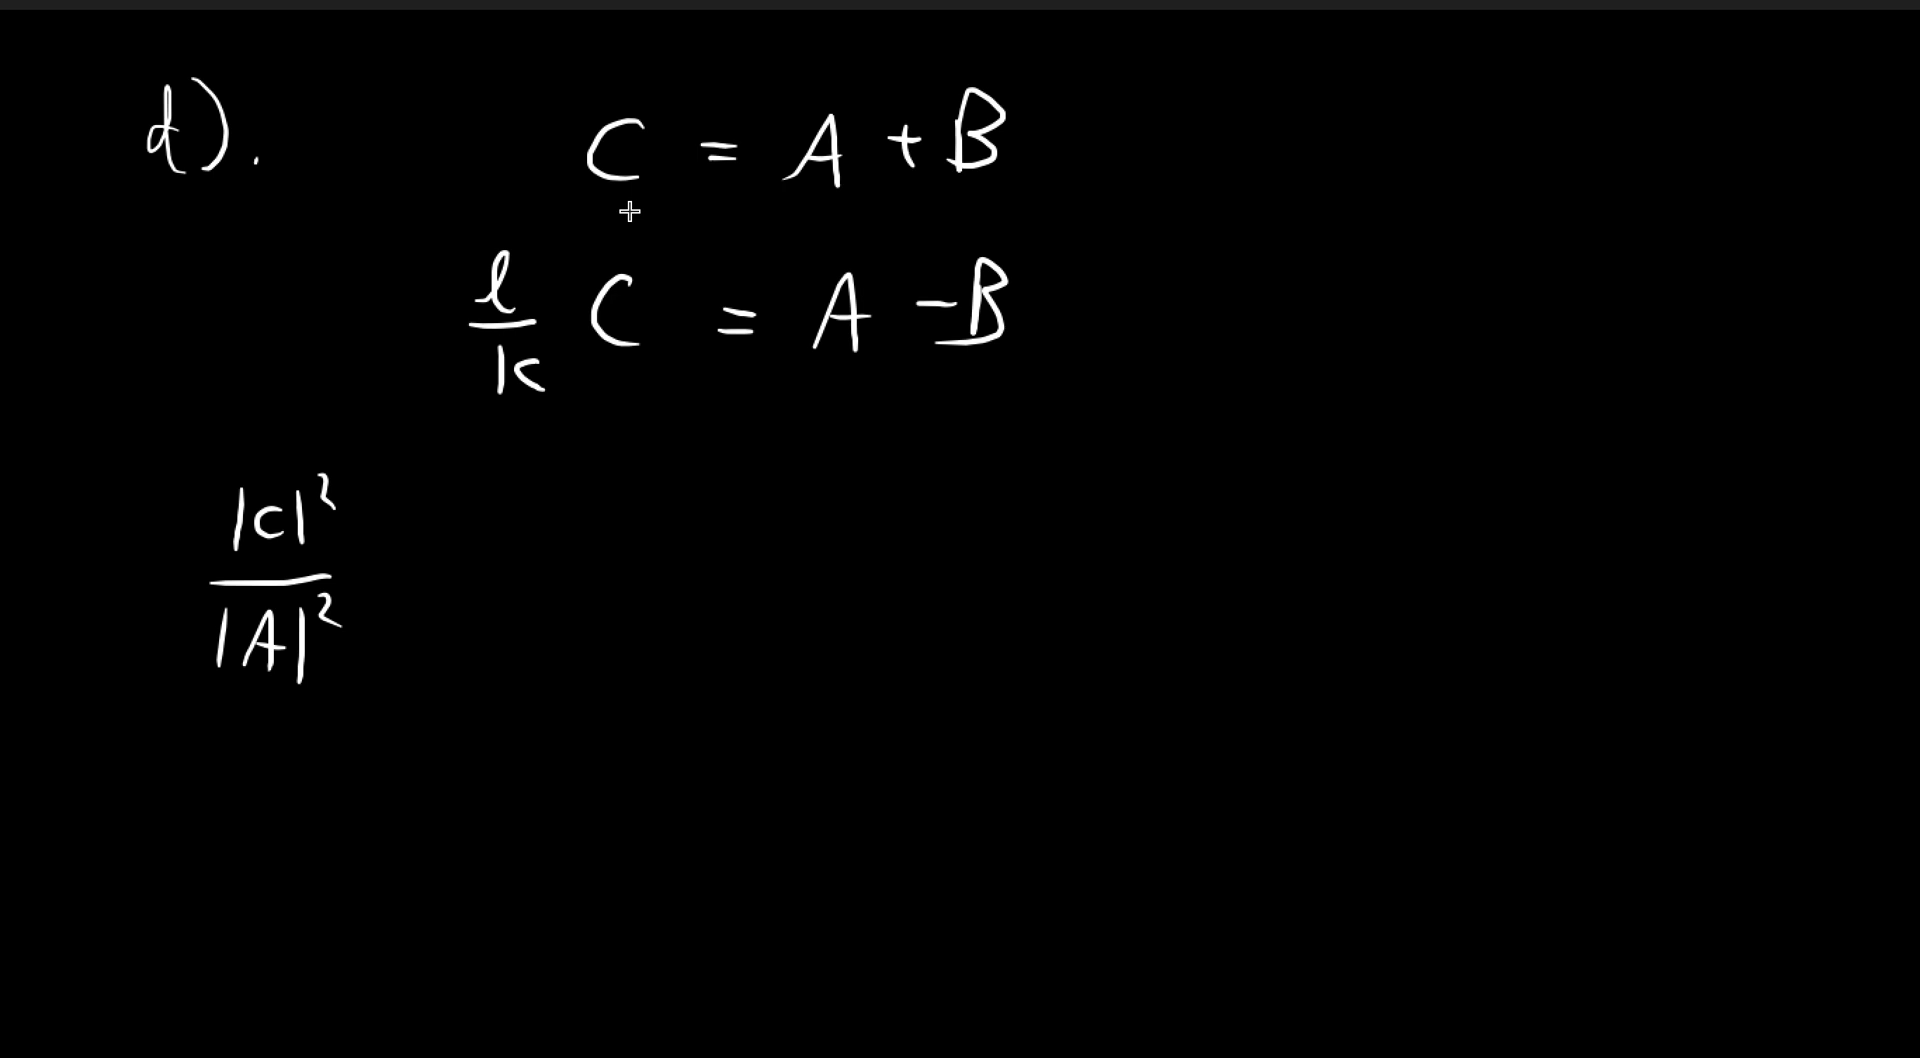 d). C = A + B
ℓ/k C = A - B
|C|²/|A|²